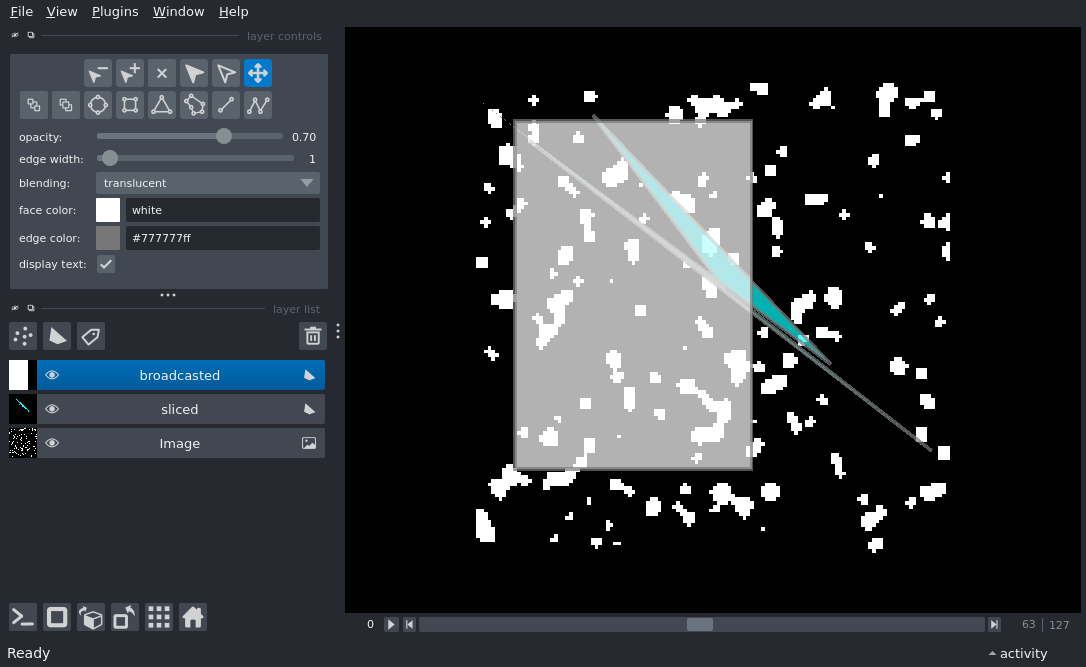 File View Plugins Window Help
layer controls
opacity: 0.70
edge width: 1
blending: translucent
face color: white
edge color: #777777ff
display text:
layer list
broadcasted
sliced
Image
0 63 127
Ready activity